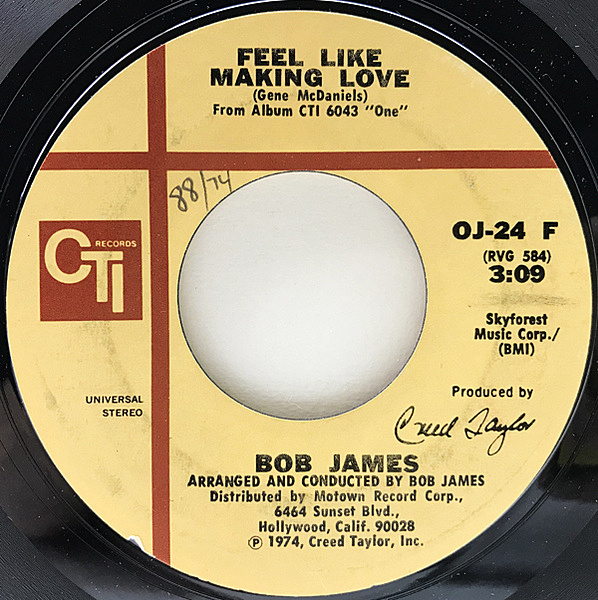 FEEL LIKE
MAKING LOVE
(Gene McDaniels)
From Album CTI 6043 "One"
88/74
CTI RECORDS
OJ-24 F
(RVG 584)
3:09
Skyforest
Music Corp./
(BMI)
UNIVERSAL
STEREO
Produced by
Creed Taylor
BOB JAMES
ARRANGED AND CONDUCTED BY BOB JAMES
Distributed by Motown Record Corp.,
6464 Sunset Blvd.,
Hollywood, Calif. 90028
℗ 1974, Creed Taylor, Inc.